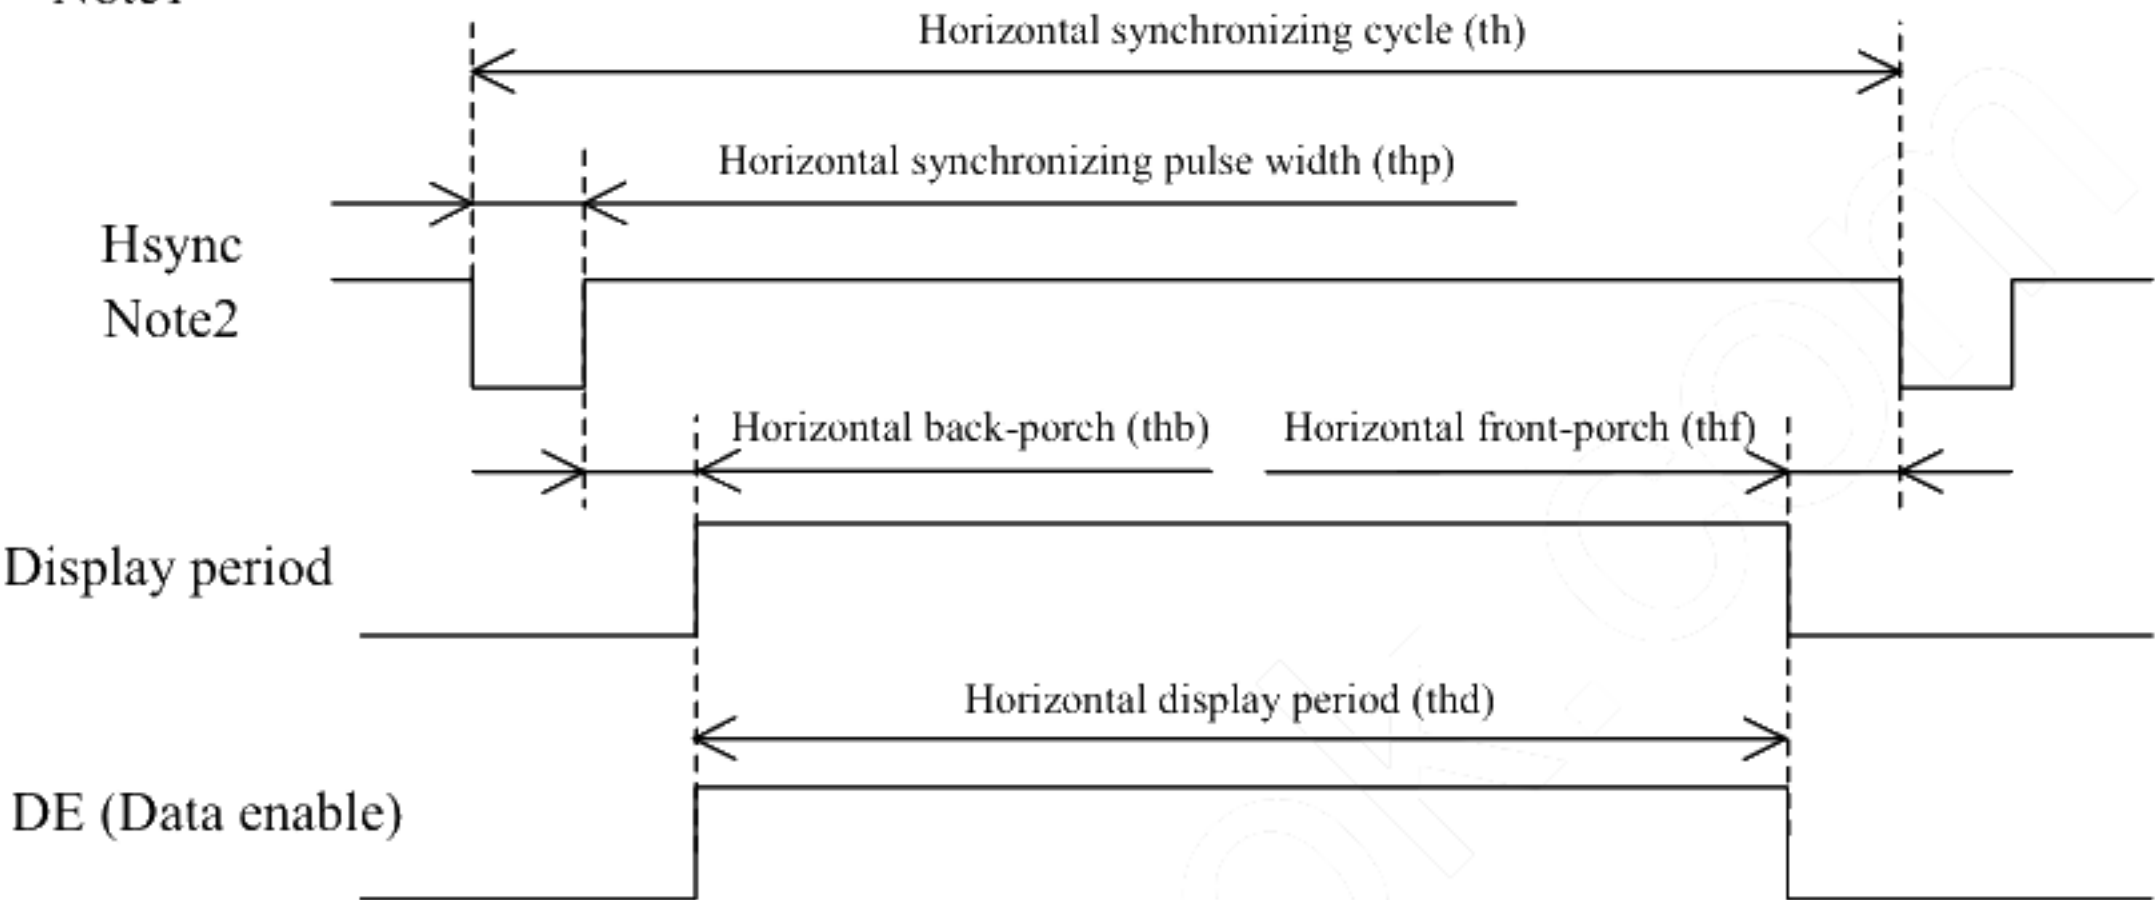 Horizontal synchronizing cycle (th)
Horizontal synchronizing pulse width (thp)
Hsync
Note2
Horizontal back-porch (thb)
Horizontal front-porch (thf)
Display period
Horizontal display period (thd)
DE (Data enable)